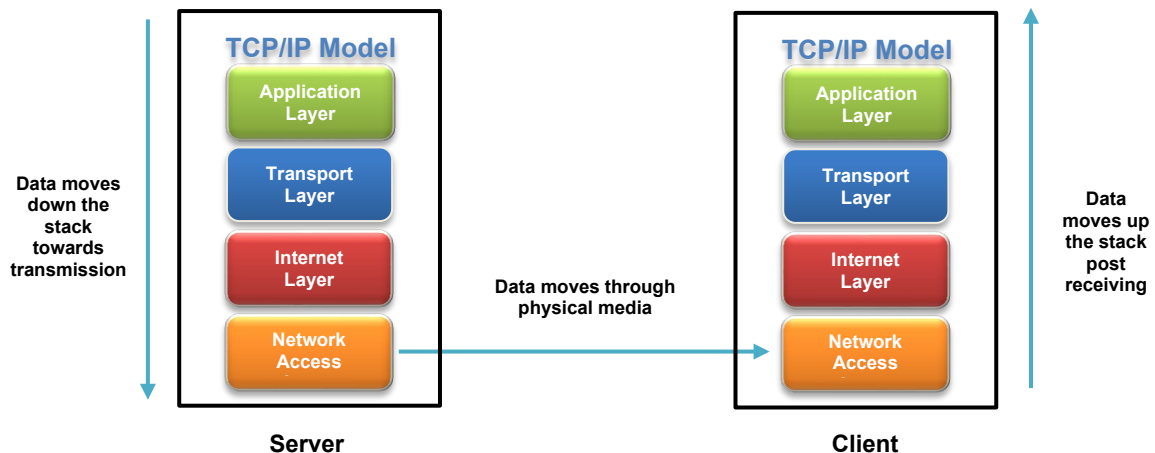 TCP/IP Model
Application
Layer
Transport
Layer
Internet
Layer
Network
Access
Server
Data moves
down the
stack
towards
transmission
Data moves through
physical media
TCP/IP Model
Application
Layer
Transport
Layer
Internet
Layer
Network
Access
Client
Data
moves up
the stack
post
receiving